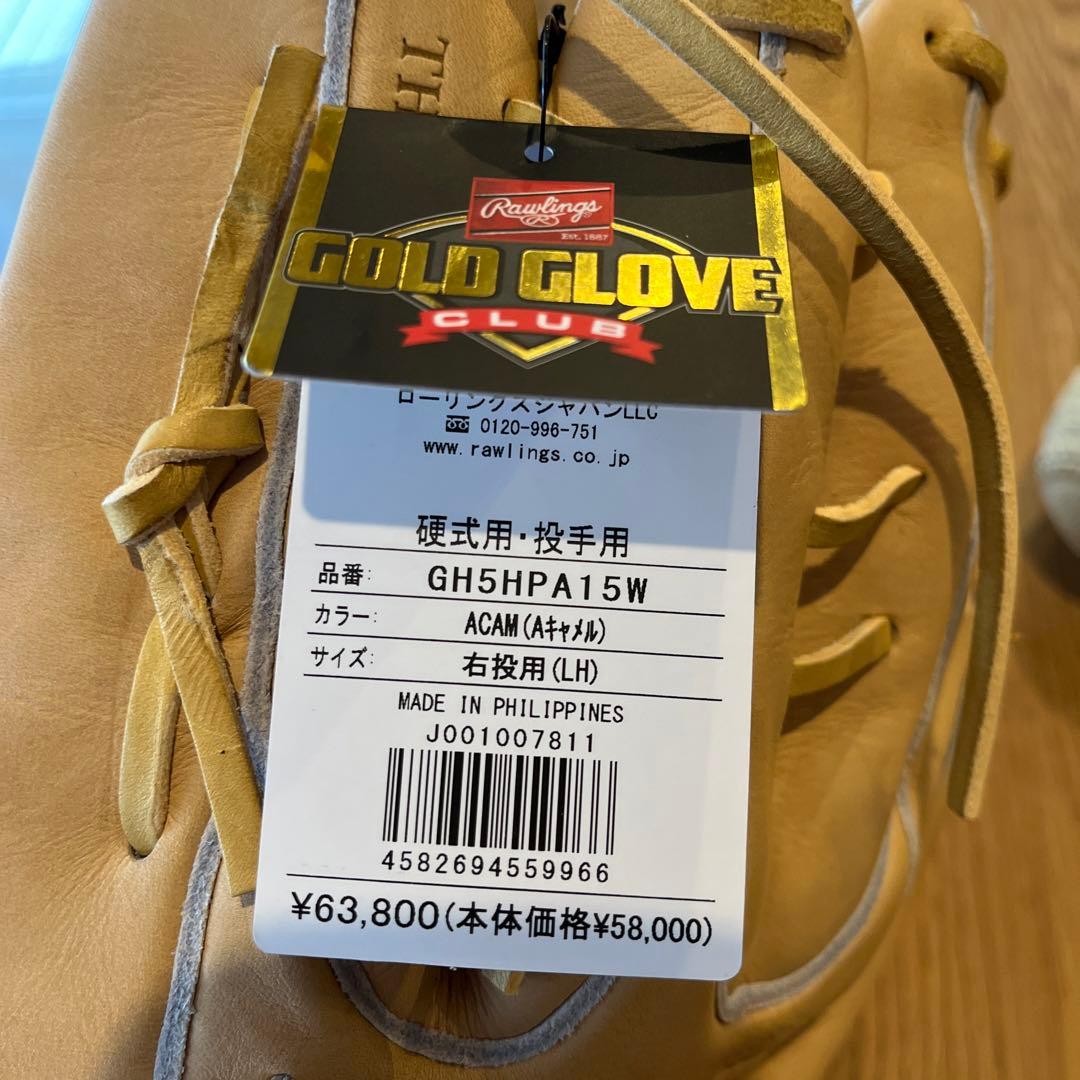 TH
Rawlings
R
Est. 1887
GOLD GLOVE
CLUB
ローリングスジャパンLLC
0120-996-751
www.rawlings.co.jp
硬式用・投手用
品番: GH5HPA15W
カラー: ACAM(Aｷｬﾒﾙ)
サイズ: 右投用(LH)
MADE IN PHILIPPINES
J001007811
4582694559966
¥63,800(本体価格¥58,000)